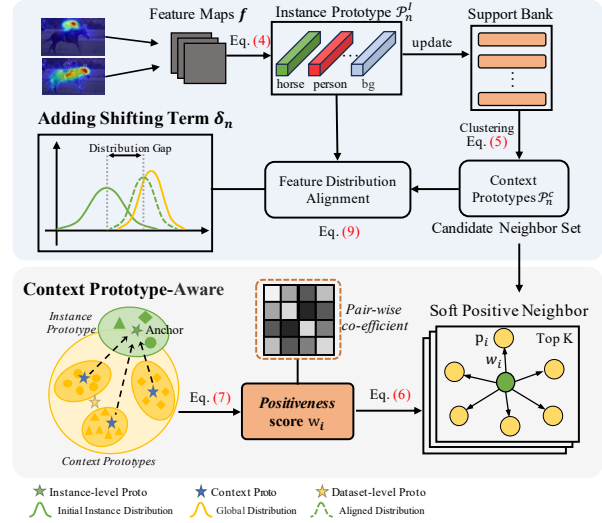 Feature Maps f
Eq. (4)
Instance Prototype 𝒫ₙᴵ
horse person bg
update
Support Bank
Clustering
Eq. (5)
Adding Shifting Term δₙ
Distribution Gap
Feature Distribution
Alignment
Eq. (9)
Context
Prototypes 𝒫ₙᶜ
Candidate Neighbor Set
Context Prototype-Aware
Instance
Prototype
Anchor
Context Prototypes
Eq. (7)
Pair-wise
co-efficient
Positiveness
score wᵢ
Eq. (6)
Soft Positive Neighbor
pᵢ
Top K
wᵢ
Instance-level Proto Context Proto Dataset-level Proto
Initial Instance Distribution Global Distribution Aligned Distribution